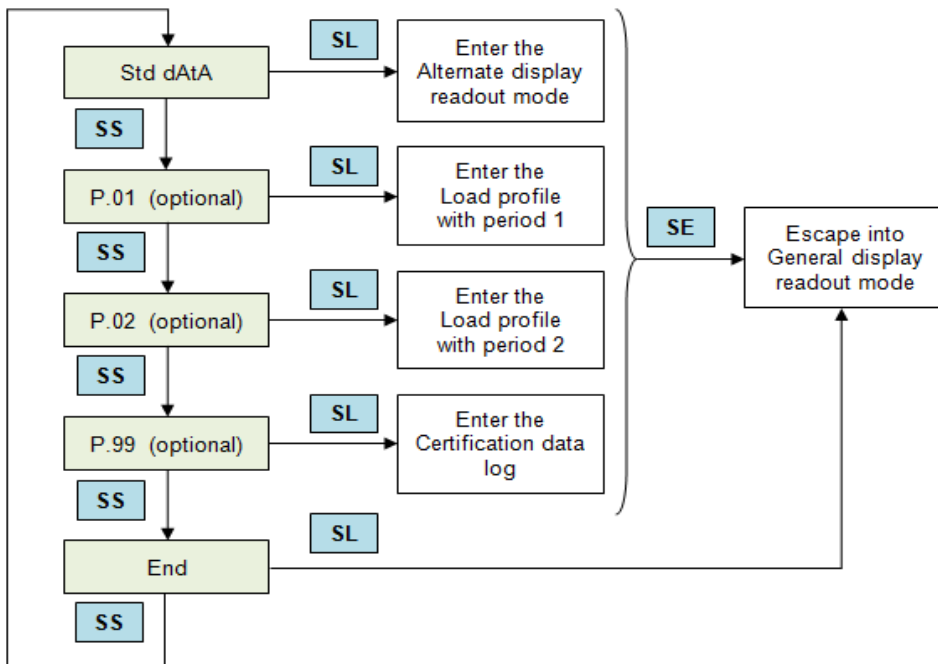 Std dAtA
SL
Enter the
Alternate display
readout mode
SS
P.01 (optional)
SL
Enter the
Load profile
with period 1
SS
SE
Escape into
General display
readout mode
P.02 (optional)
SL
Enter the
Load profile
with period 2
SS
P.99 (optional)
SL
Enter the
Certification data
log
SS
End
SL
SS